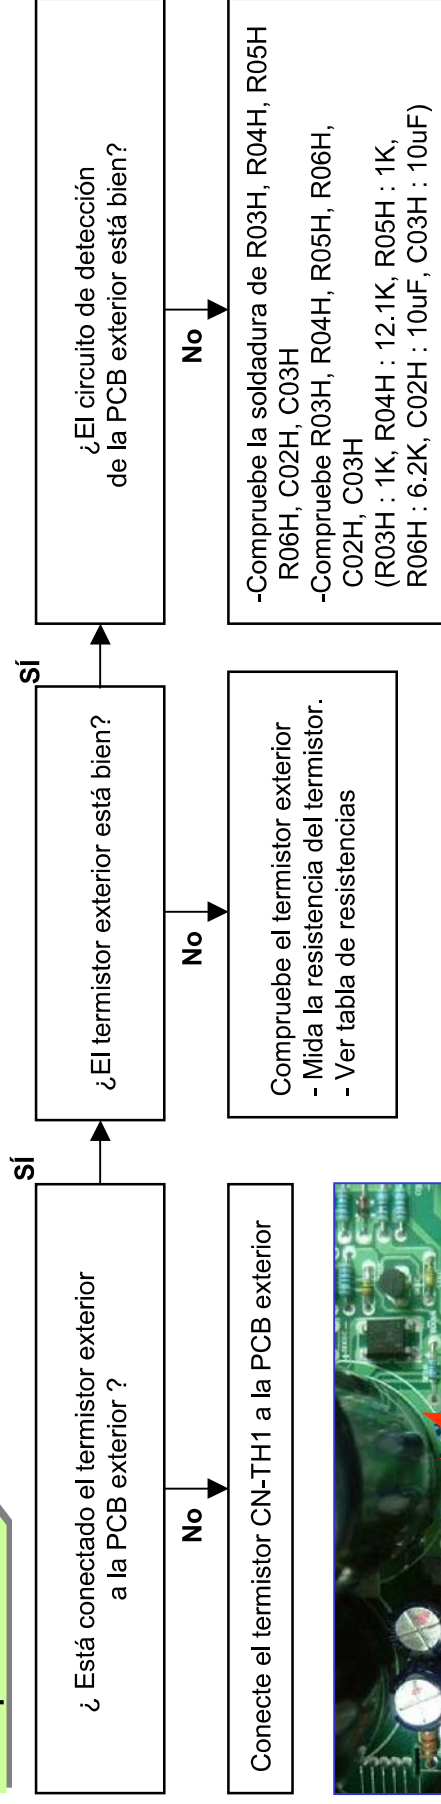 ¿ Está conectado el termistor exterior
a la PCB exterior ?
SÍ
No
Conecte el termistor CN-TH1 a la PCB exterior
¿El termistor exterior está bien?
SÍ
No
Compruebe el termistor exterior
- Mida la resistencia del termistor.
- Ver tabla de resistencias
¿El circuito de detección
de la PCB exterior está bien?
No
-Compruebe la soldadura de R03H, R04H, R05H
R06H, C02H, C03H
-Compruebe R03H, R04H, R05H, R06H,
C02H, C03H
(R03H : 1K, R04H : 12.1K, R05H : 1K,
R06H : 6.2K, C02H : 10uF, C03H : 10uF)